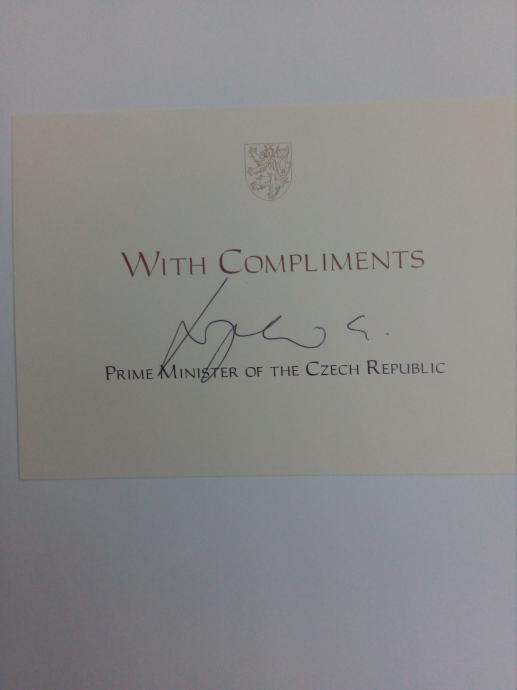 With Compliments
Prime Minister of the Czech Republic